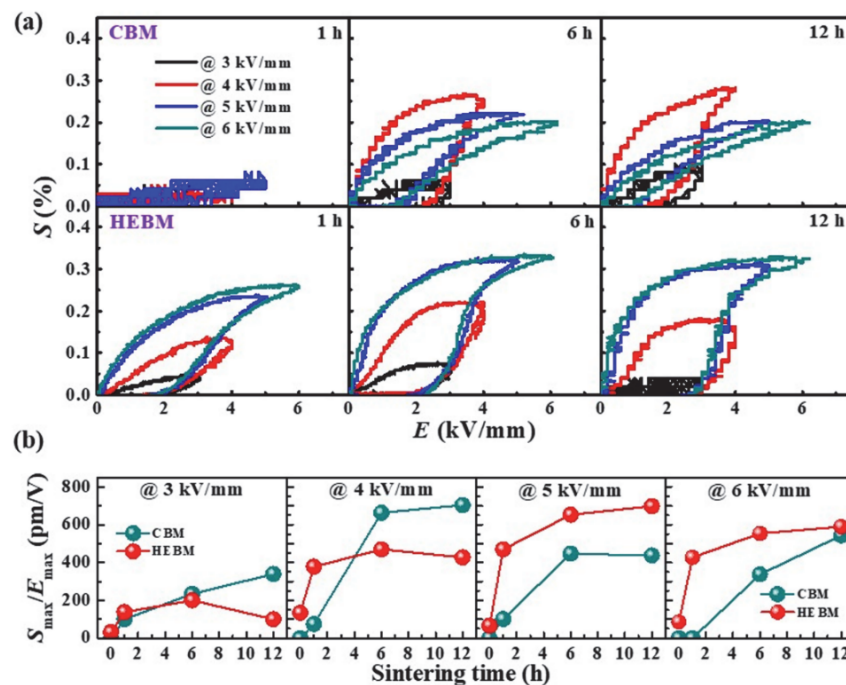 (a)
CBM
1 h
6 h
12 h
@ 3 kV/mm
@ 4 kV/mm
@ 5 kV/mm
@ 6 kV/mm
0.4
0.3
0.2
0.1
0.0
HEBM
1 h
6 h
12 h
0.3
0.2
0.1
0.0
S (%)
0 2 4 6 0 2 4 6 0 2 4 6 8
E (kV/mm)
(b)
@ 3 kV/mm
@ 4 kV/mm
@ 5 kV/mm
@ 6 kV/mm
CBM
HEBM
CBM
HEBM
800
600
400
200
0
Smax/Emax (pm/V)
0 2 4 6 8 10 12 0 2 4 6 8 10 12 0 2 4 6 8 10 12 0 2 4 6 8 10 12
Sintering time (h)